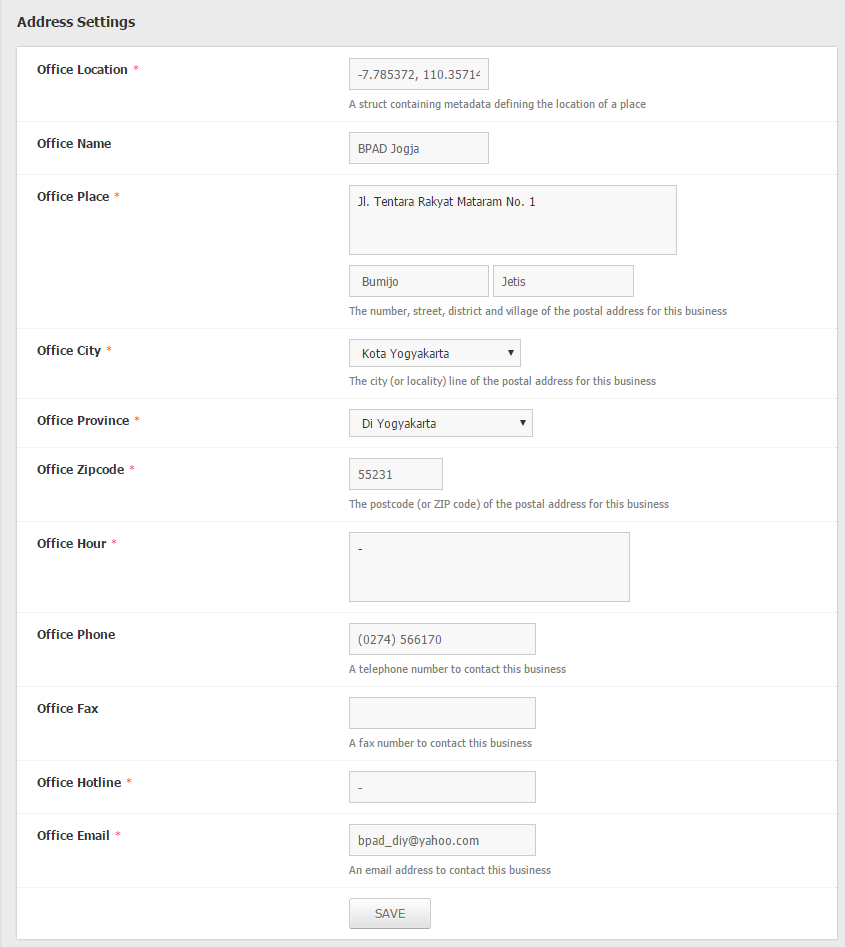 Address Settings
Office Location *
-7.785372, 110.35714
A struct containing metadata defining the location of a place
Office Name
BPAD Jogja
Office Place *
Jl. Tentara Rakyat Mataram No. 1
Bumijo Jetis
The number, street, district and village of the postal address for this business
Office City *
Kota Yogyakarta
The city (or locality) line of the postal address for this business
Office Province *
Di Yogyakarta
Office Zipcode *
55231
The postcode (or ZIP code) of the postal address for this business
Office Hour *
-
Office Phone
(0274) 566170
A telephone number to contact this business
Office Fax
A fax number to contact this business
Office Hotline *
-
Office Email *
bpad_diy@yahoo.com
An email address to contact this business
SAVE